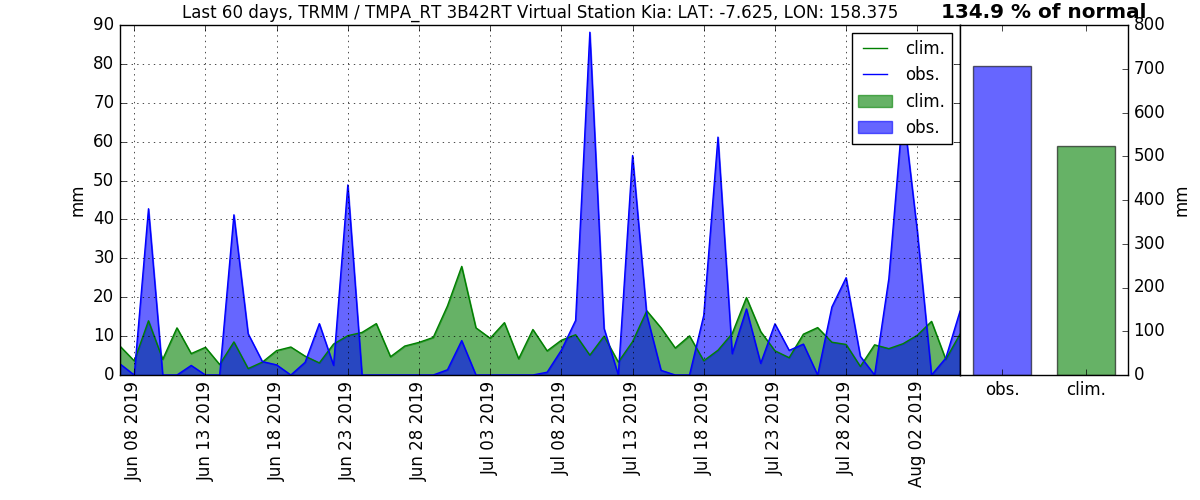 Last 60 days, TRMM / TMPA_RT 3B42RT Virtual Station Kia: LAT: -7.625, LON: 158.375
134.9 % of normal
90
80
70
60
50
40
30
20
10
0
mm
clim.
obs.
clim.
obs.
Jun 08 2019
Jun 13 2019
Jun 18 2019
Jun 23 2019
Jun 28 2019
Jul 03 2019
Jul 08 2019
Jul 13 2019
Jul 18 2019
Jul 23 2019
Jul 28 2019
Aug 02 2019
800
700
600
500
400
300
200
100
0
mm
obs.
clim.